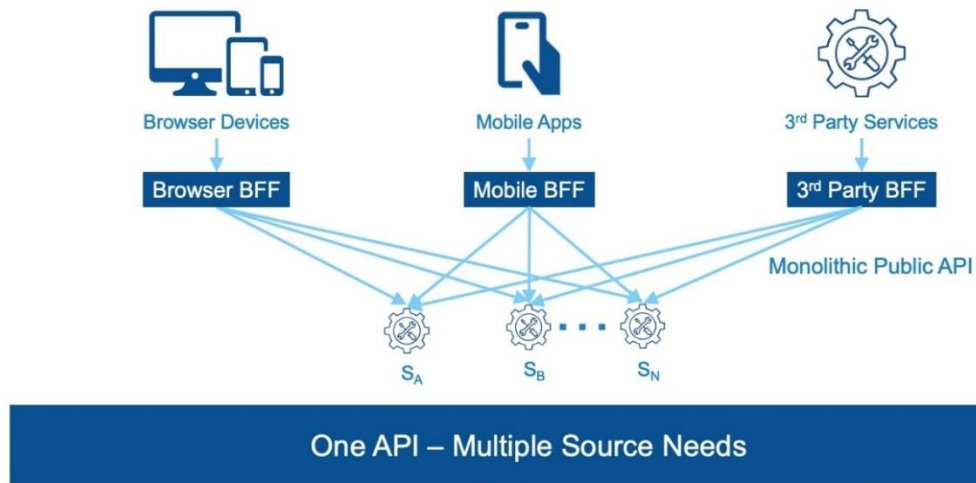 Browser Devices
Mobile Apps
3rd Party Services
Browser BFF
Mobile BFF
3rd Party BFF
Monolithic Public API
SA
SB
SN
One API – Multiple Source Needs